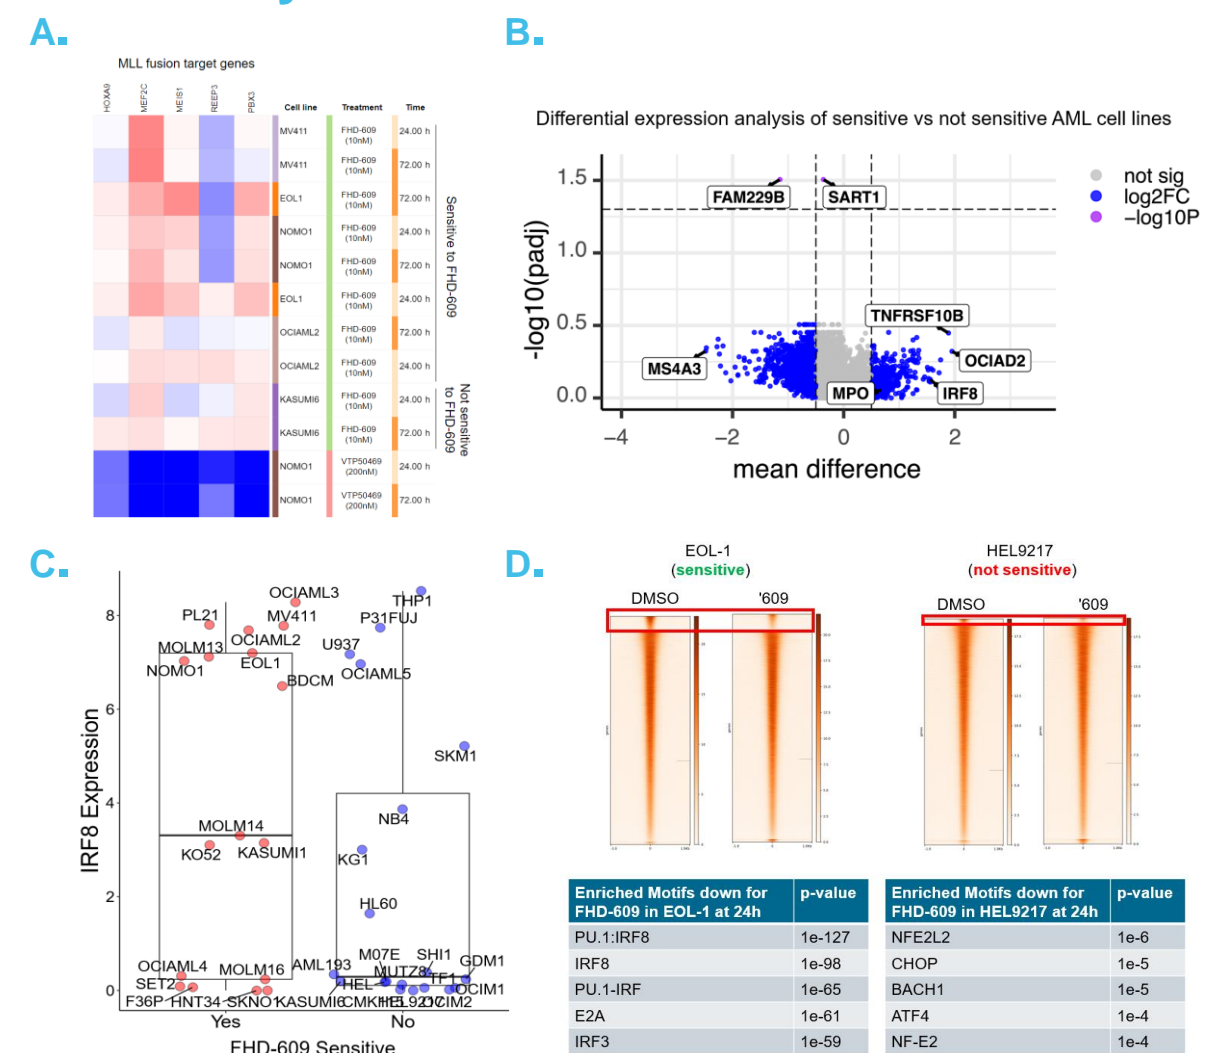 A.
MLL fusion target genes
HOXA9 MEF2C MEIS1 REEP3 PBX3
Cell line Treatment Time
MV411 FHD-609 (10nM) 24.00 h
MV411 FHD-609 (10nM) 72.00 h
EOL1 FHD-609 (10nM) 72.00 h
NOMO1 FHD-609 (10nM) 24.00 h
NOMO1 FHD-609 (10nM) 72.00 h
EOL1 FHD-609 (10nM) 24.00 h
OCIAML2 FHD-609 (10nM) 72.00 h
OCIAML2 FHD-609 (10nM) 24.00 h
KASUMI6 FHD-609 (10nM) 24.00 h
KASUMI6 FHD-609 (10nM) 72.00 h
NOMO1 VTP50469 (200nM) 24.00 h
NOMO1 VTP50469 (200nM) 72.00 h
Sensitive to FHD-609
Not sensitive
to FHD-609
B.
Differential expression analysis of sensitive vs not sensitive AML cell lines
-log10(padj)
1.5
1.0
0.5
0.0
FAM229B
SART1
TNFRSF10B
OCIAD2
MS4A3
MPO
IRF8
−4 −2 0 2
mean difference
not sig
log2FC
−log10P
C.
IRF8 Expression
8
6
4
2
0
OCIAML3
THP1
PL21
MV411
P31FUJ
OCIAML2
MOLM13
U937
EOL1
NOMO1
OCIAML5
BDCM
SKM1
MOLM14
NB4
KO52
KASUMI1
KG1
HL60
M07E
SHI1
OCIAML4
MOLM16
AML193
MUTZ8
TF1
GDM1
SET2
HEL
OCIM1
F36P
HNT34
SKNO1
KASUMI6
HEL9217
OCIM2
Yes No
FHD-609 Sensitive
D.
EOL-1
(sensitive)
DMSO '609
HEL9217
(not sensitive)
DMSO '609
Enriched Motifs down for FHD-609 in EOL-1 at 24h p-value
PU.1:IRF8 1e-127
IRF8 1e-98
PU.1-IRF 1e-65
E2A 1e-61
IRF3 1e-59
Enriched Motifs down for FHD-609 in HEL9217 at 24h p-value
NFE2L2 1e-6
CHOP 1e-5
BACH1 1e-5
ATF4 1e-4
NF-E2 1e-4